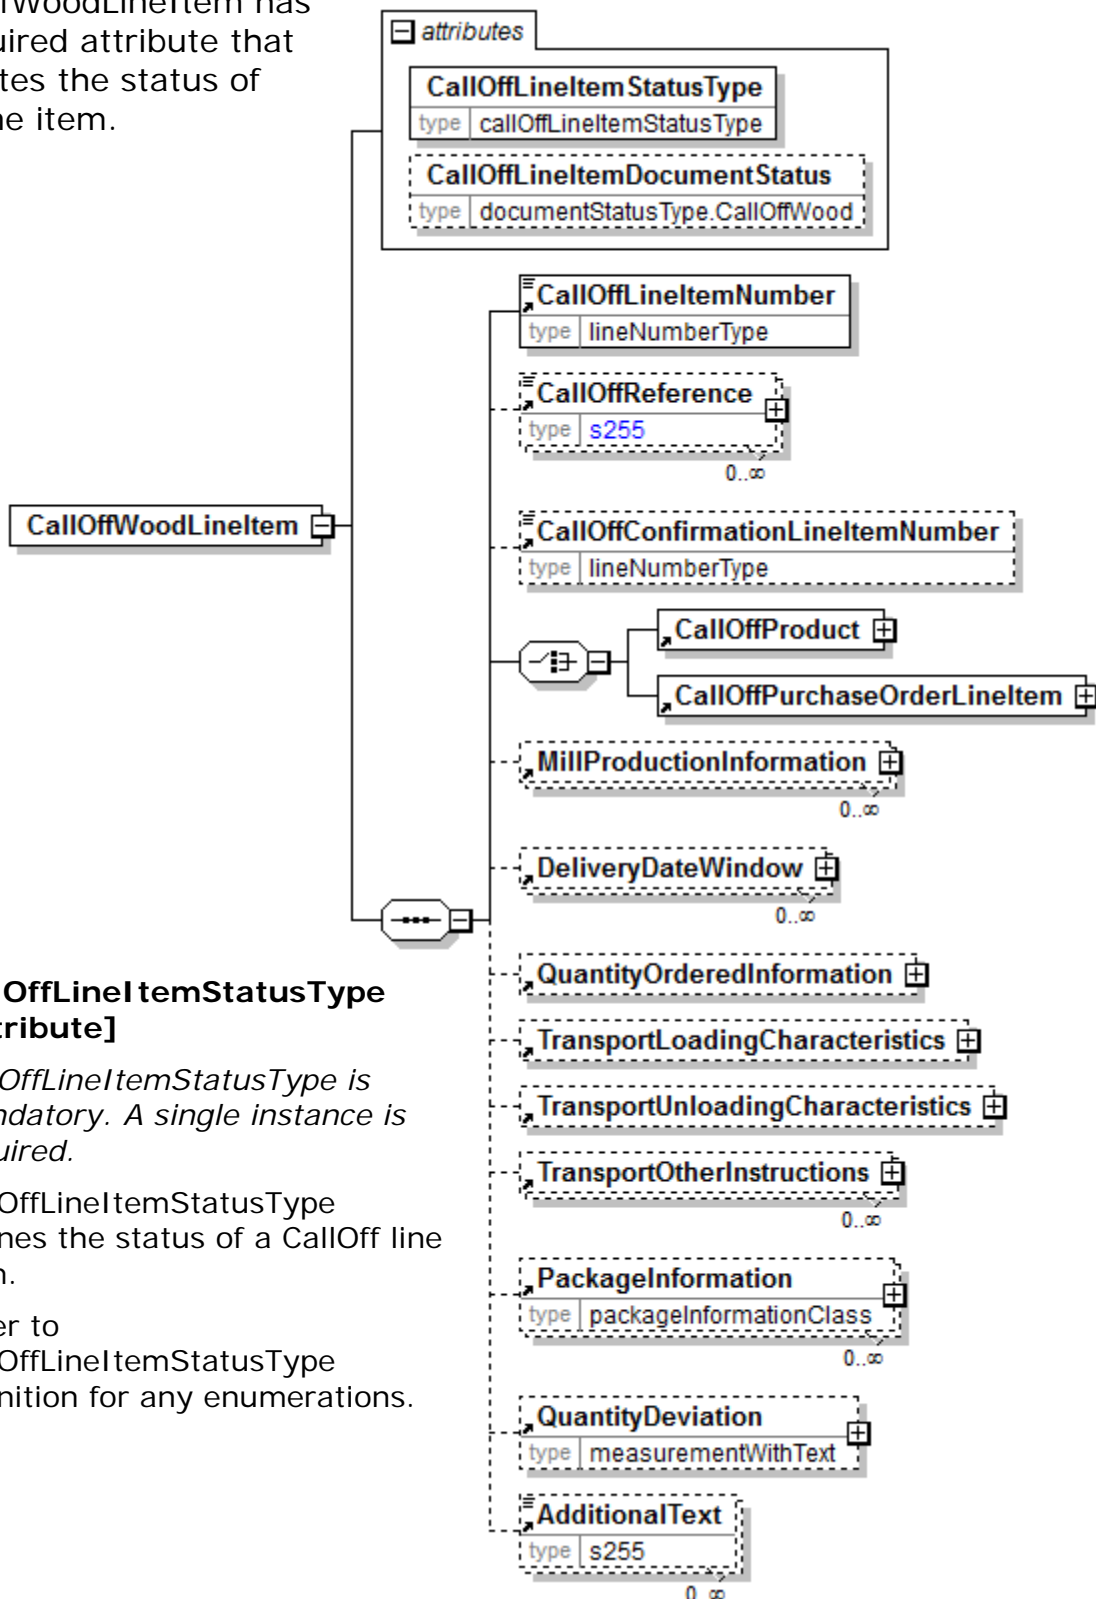 fWoodLineItem has
uired attribute that
tes the status of
ne item.
attributes
CallOffLineItemStatusType
type callOffLineItemStatusType
CallOffLineItemDocumentStatus
type documentStatusType.CallOffWood
CallOffLineItemNumber
type lineNumberType
CallOffReference
type s255
0..∞
CallOffWoodLineItem
CallOffConfirmationLineItemNumber
type lineNumberType
CallOffProduct
CallOffPurchaseOrderLineItem
MillProductionInformation
0..∞
DeliveryDateWindow
0..∞
QuantityOrderedInformation
TransportLoadingCharacteristics
TransportUnloadingCharacteristics
TransportOtherInstructions
0..∞
PackageInformation
type packageInformationClass
0..∞
QuantityDeviation
type measurementWithText
AdditionalText
type s255
0..∞
OffLineItemStatusType
tribute]
OffLineItemStatusType is
ndatory. A single instance is
uired.
OffLineItemStatusType
nes the status of a CallOff line
n.
er to
OffLineItemStatusType
nition for any enumerations.